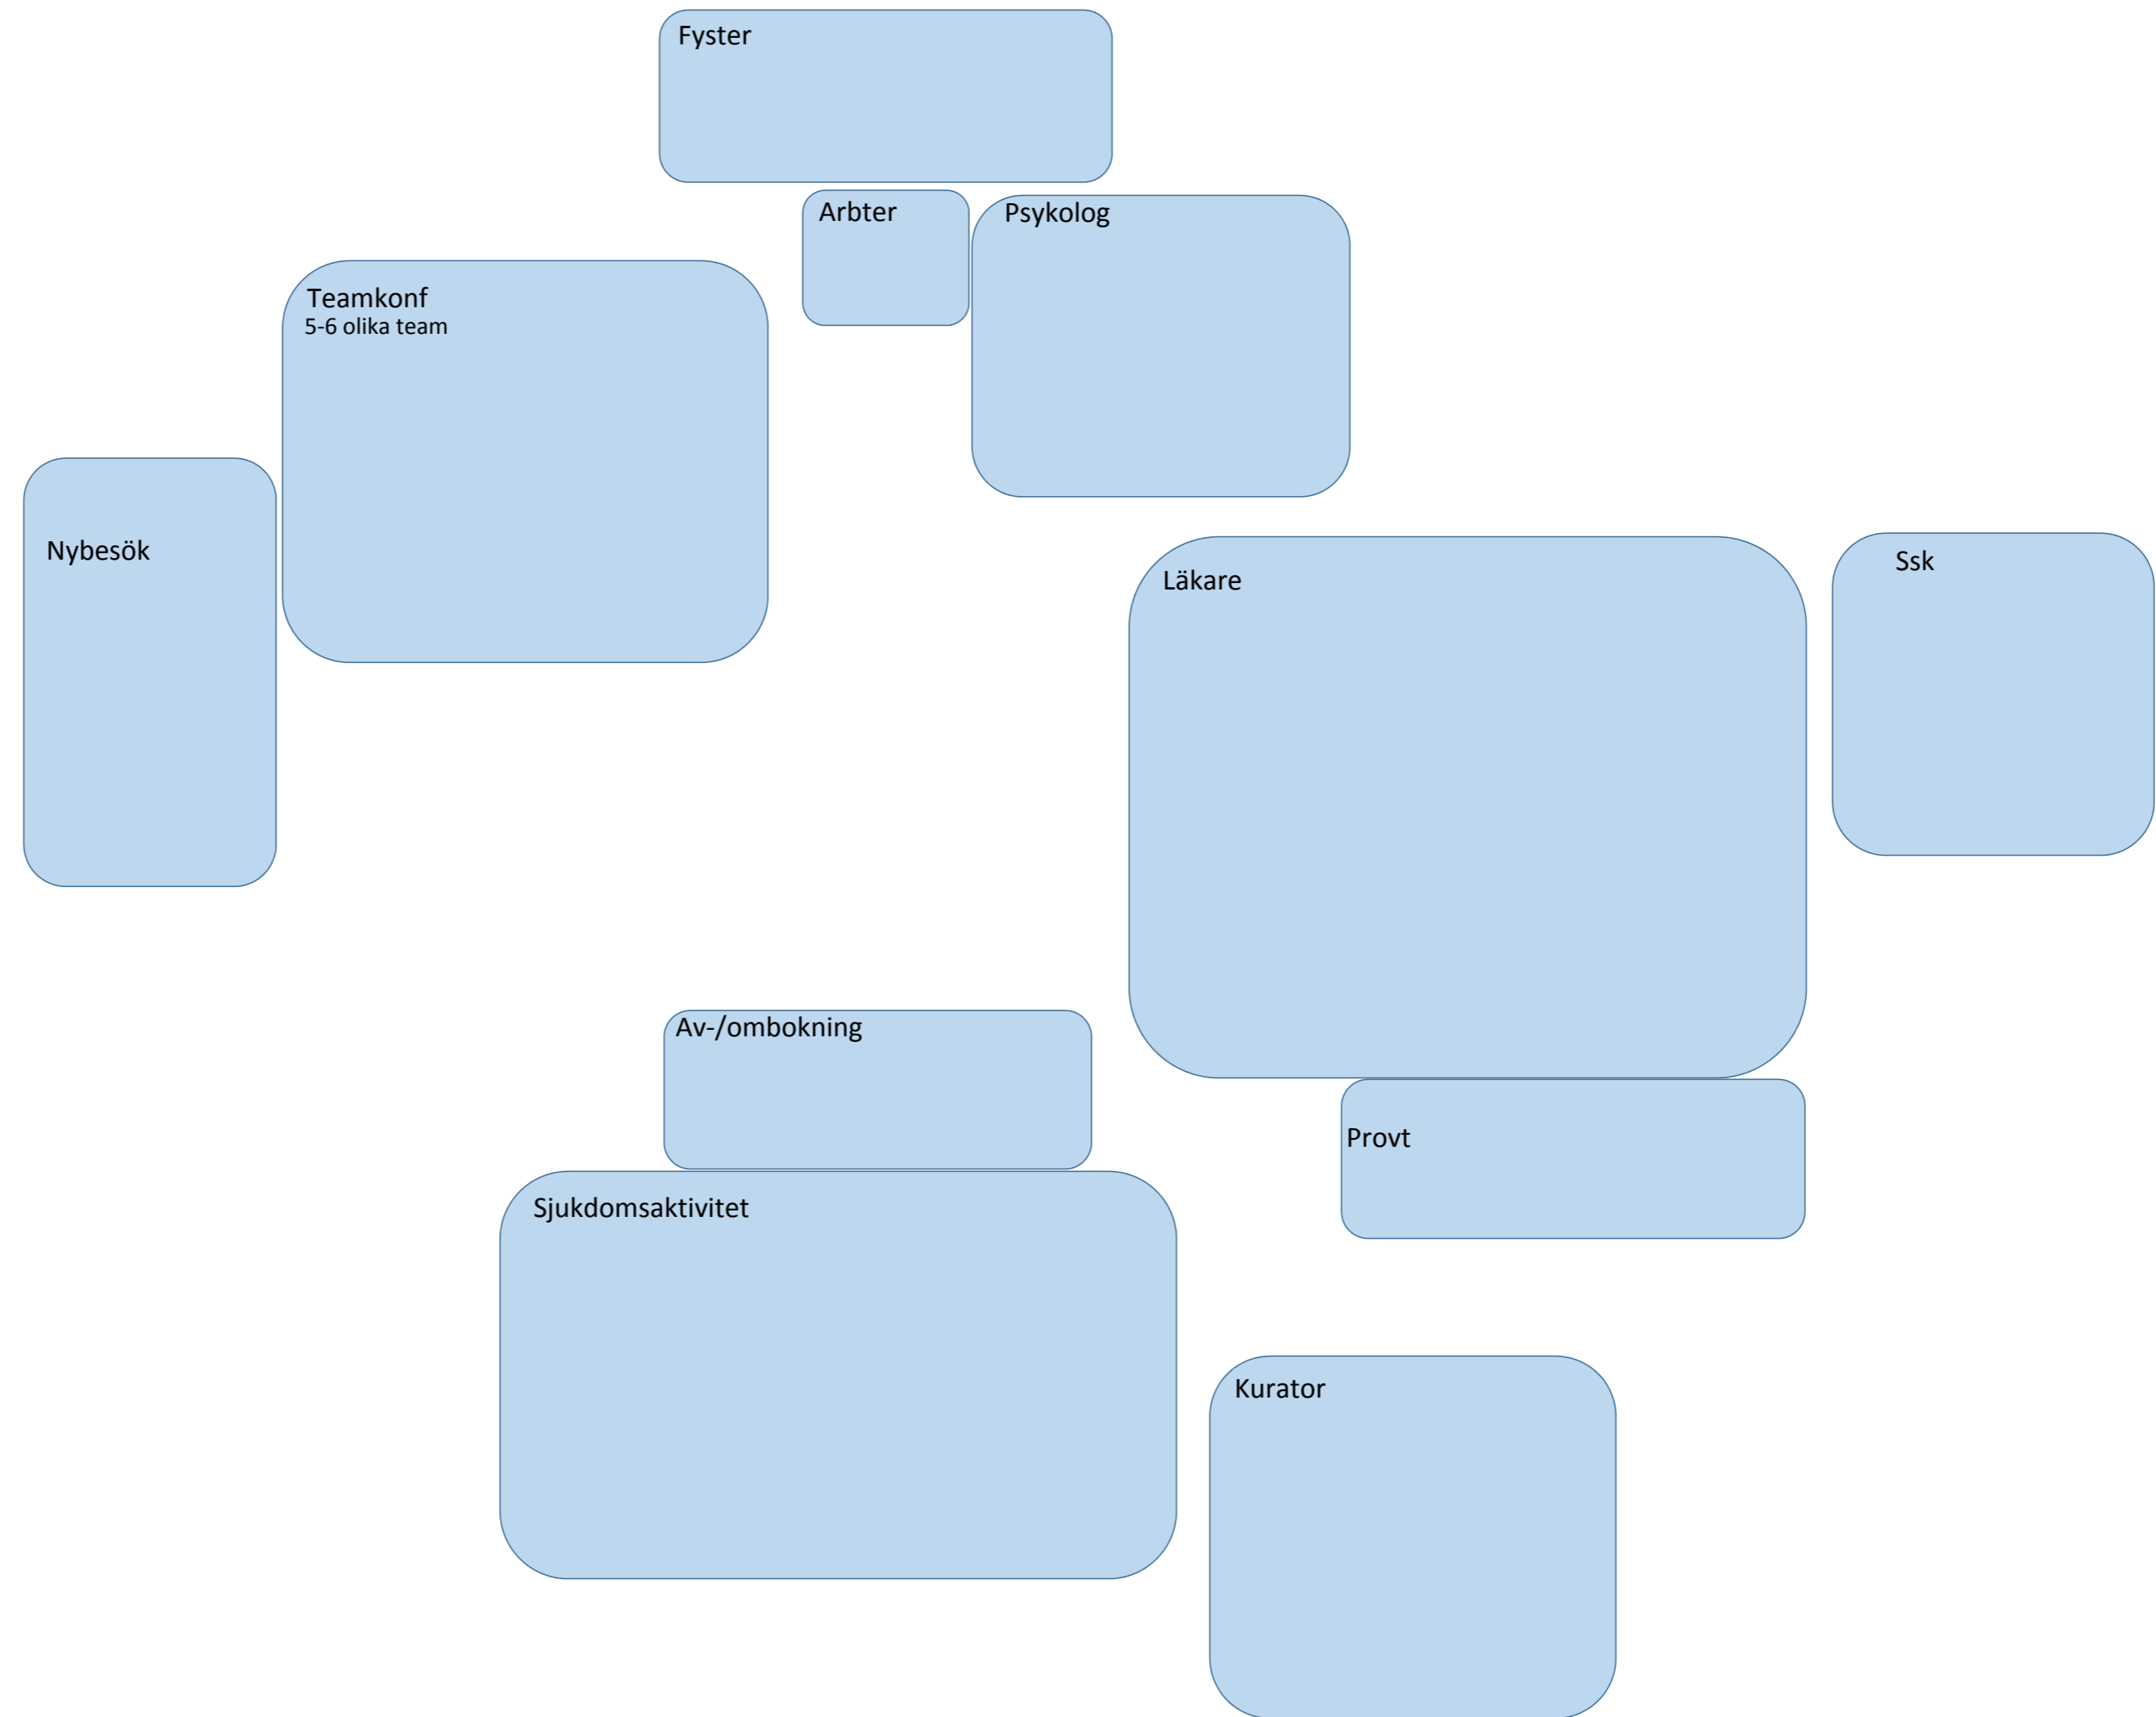 Fyster
Arbter
Psykolog
Teamkonf
5-6 olika team
Nybesök
Läkare
Ssk
Av-/ombokning
Provt
Sjukdomsaktivitet
Kurator